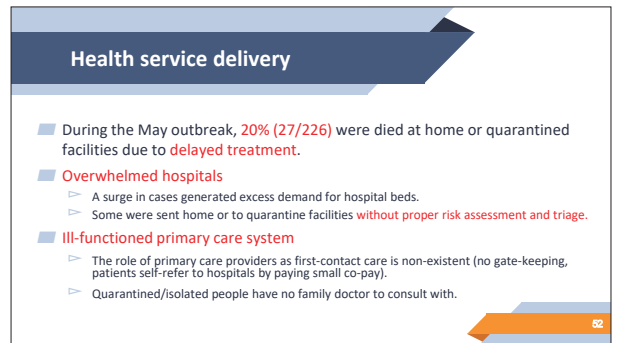 Health service delivery
During the May outbreak, 20% (27/226) were died at home or quarantined
facilities due to delayed treatment.
Overwhelmed hospitals
A surge in cases generated excess demand for hospital beds.
Some were sent home or to quarantine facilities without proper risk assessment and triage.
Ill-functioned primary care system
The role of primary care providers as first-contact care is non-existent (no gate-keeping,
patients self-refer to hospitals by paying small co-pay).
Quarantined/isolated people have no family doctor to consult with.
52